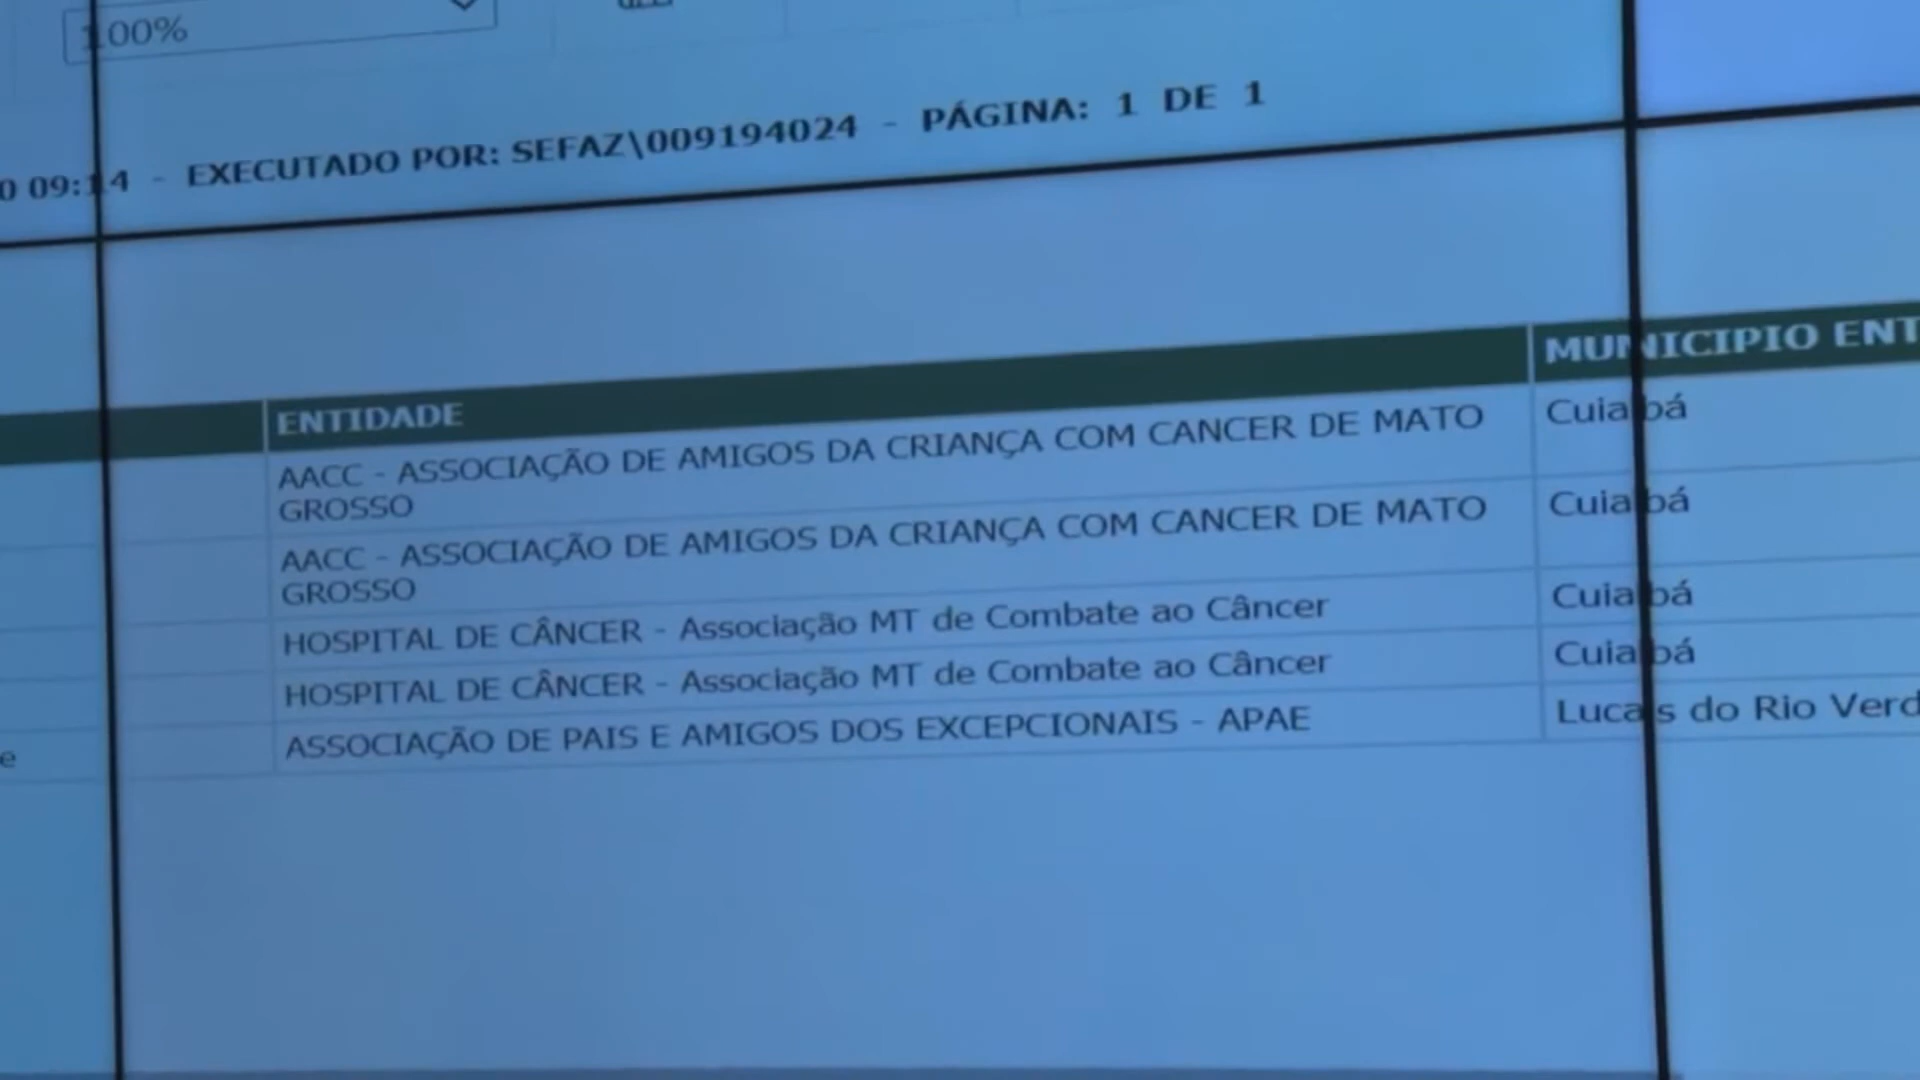 100%
0 09:14 - EXECUTADO POR: SEFAZ\009194024 - PÁGINA: 1 DE 1
ENTIDADE MUNICIPIO ENT
AACC - ASSOCIAÇÃO DE AMIGOS DA CRIANÇA COM CANCER DE MATO Cuiabá
GROSSO
AACC - ASSOCIAÇÃO DE AMIGOS DA CRIANÇA COM CANCER DE MATO Cuiabá
GROSSO
HOSPITAL DE CÂNCER - Associação MT de Combate ao Câncer Cuiabá
HOSPITAL DE CÂNCER - Associação MT de Combate ao Câncer Cuiabá
e ASSOCIAÇÃO DE PAIS E AMIGOS DOS EXCEPCIONAIS - APAE Lucas do Rio Verd